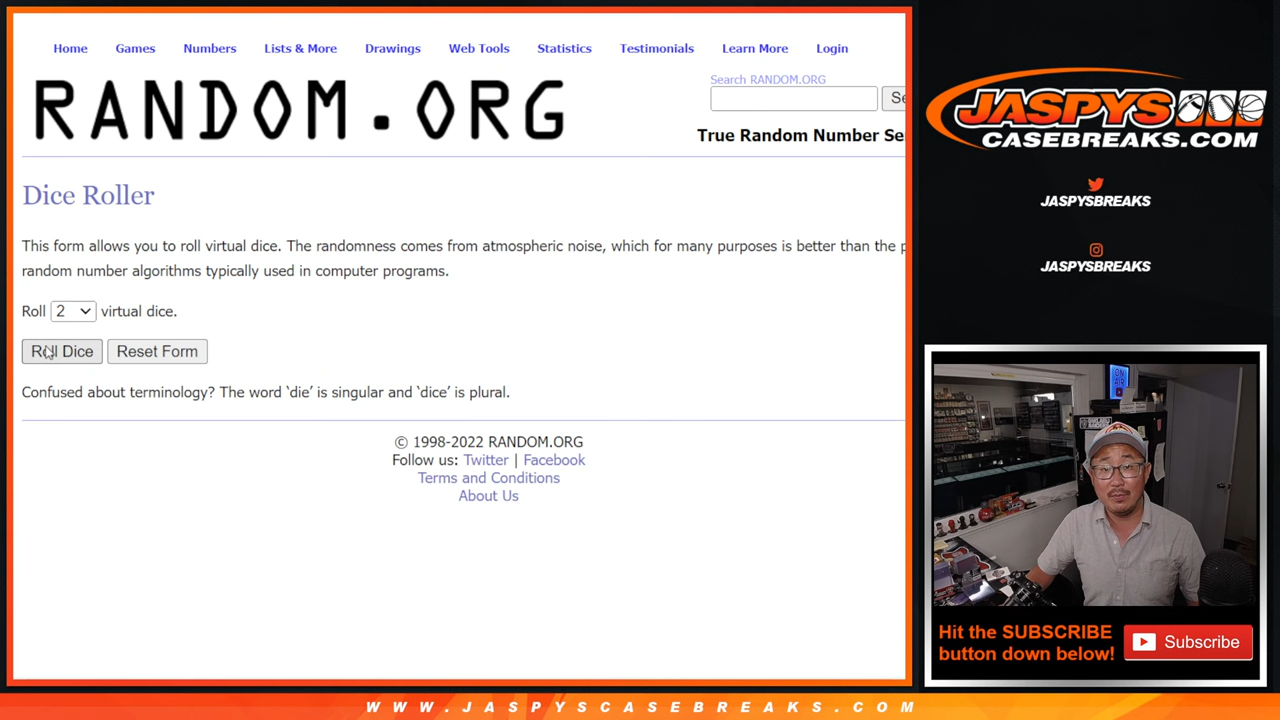 Home Games Numbers Lists & More Drawings Web Tools Statistics Testimonials Learn More Login
RANDOM.ORG
Search RANDOM.ORG
Se
True Random Number Se
Dice Roller
This form allows you to roll virtual dice. The randomness comes from atmospheric noise, which for many purposes is better than the p
random number algorithms typically used in computer programs.
Roll 2 virtual dice.
Roll Dice Reset Form
Confused about terminology? The word ‘die’ is singular and ‘dice’ is plural.
© 1998-2022 RANDOM.ORG
Follow us: Twitter | Facebook
Terms and Conditions
About Us
JASPYS
CASEBREAKS.COM
JASPYSBREAKS
JASPYSBREAKS
ON
AIR
Hit the SUBSCRIBE
button down below!
Subscribe
WWW.JASPYSCASEBREAKS.COM